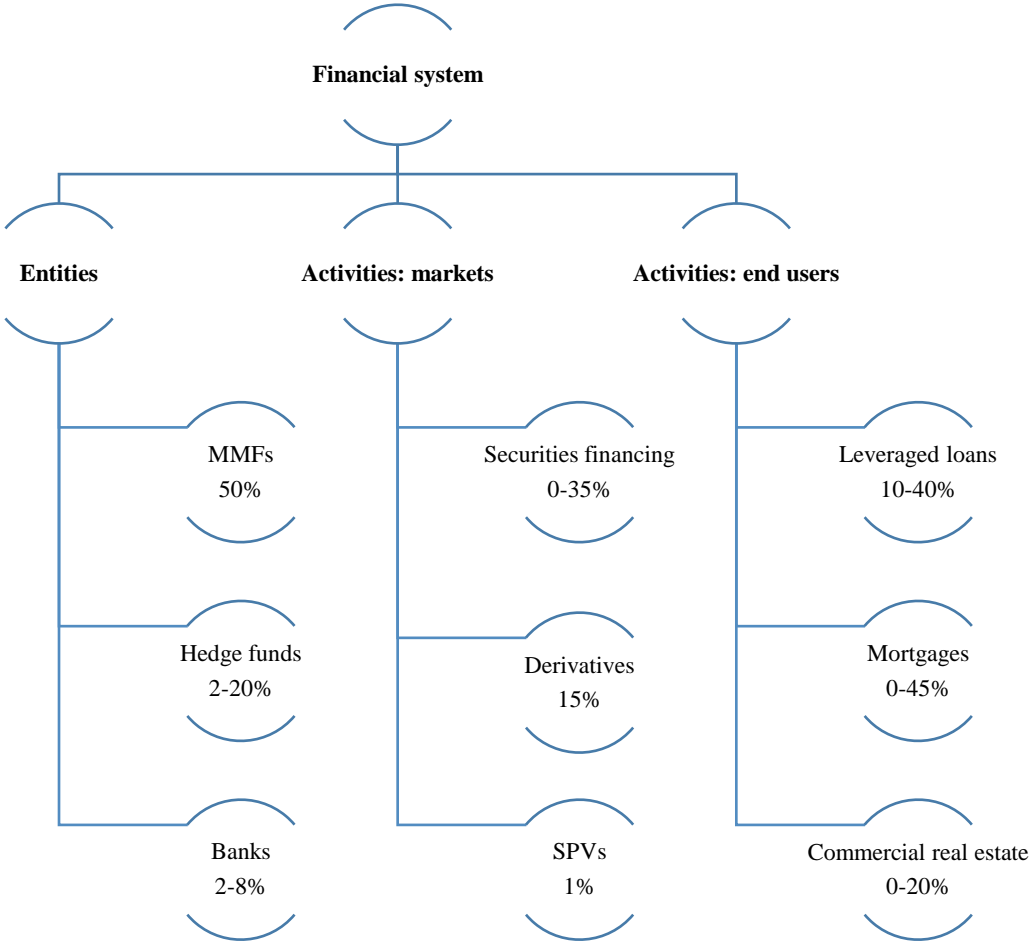 Financial system
Entities
Activities: markets
Activities: end users
MMFs
50%
Securities financing
0-35%
Leveraged loans
10-40%
Hedge funds
2-20%
Derivatives
15%
Mortgages
0-45%
Banks
2-8%
SPVs
1%
Commercial real estate
0-20%